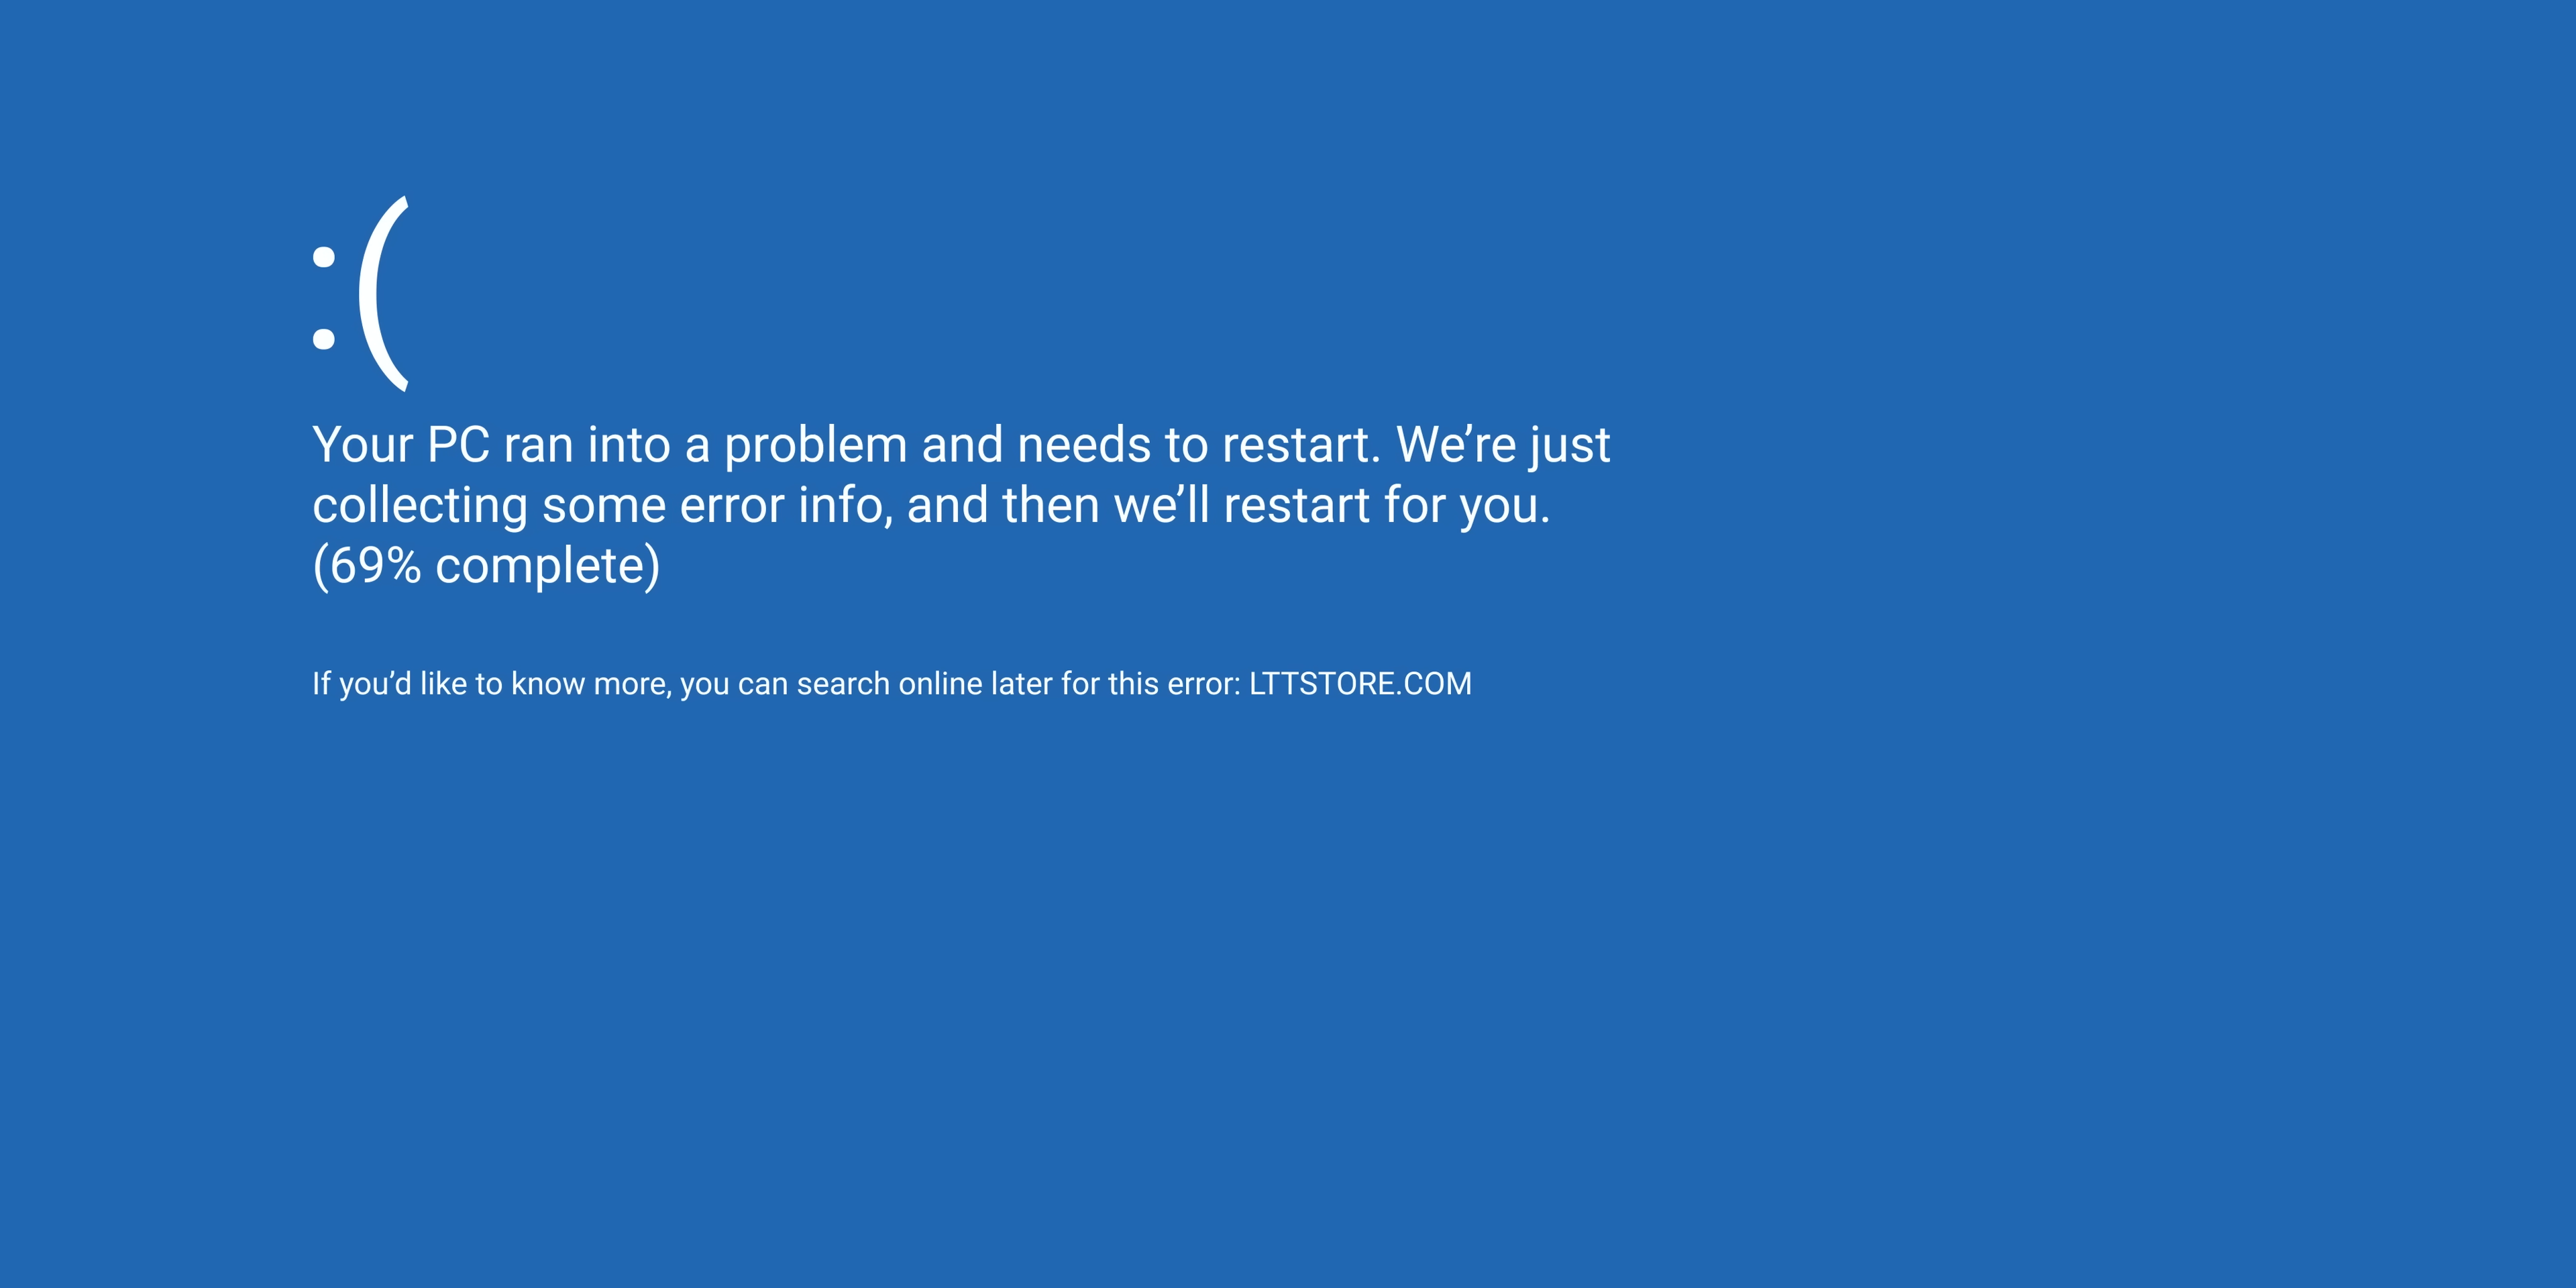 :(
Your PC ran into a problem and needs to restart. We’re just
collecting some error info, and then we’ll restart for you.
(69% complete)
If you’d like to know more, you can search online later for this error: LTTSTORE.COM